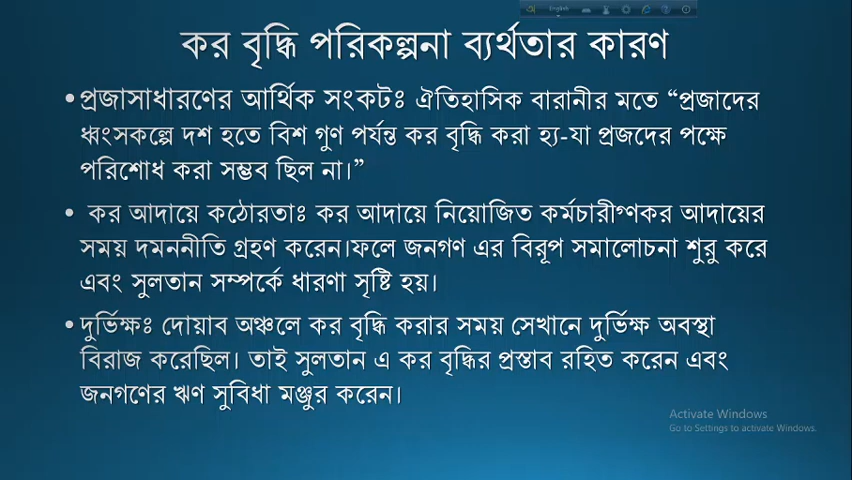 English
কর বৃদ্ধি পরিকল্পনা ব্যর্থতার কারণ
•প্রজাসাধারণের আর্থিক সংকটঃ ঐতিহাসিক বারানীর মতে “প্রজাদের
ধ্বংসকল্পে দশ হতে বিশ গুণ পর্যন্ত কর বৃদ্ধি করা হ্য-যা প্রজদের পক্ষে
পরিশোধ করা সম্ভব ছিল না।”
• কর আদায়ে কঠোরতাঃ কর আদায়ে নিয়োজিত কর্মচারীগ্ণকর আদায়ের
সময় দমননীতি গ্রহণ করেন।ফলে জনগণ এর বিরূপ সমালোচনা শুরু করে
এবং সুলতান সম্পর্কে ধারণা সৃষ্টি হয়।
•দুর্ভিক্ষঃ দোয়াব অঞ্চলে কর বৃদ্ধি করার সময় সেখানে দুর্ভিক্ষ অবস্থা
বিরাজ করেছিল। তাই সুলতান এ কর বৃদ্ধির প্রস্তাব রহিত করেন এবং
জনগণের ঋণ সুবিধা মঞ্জুর করেন।
Activate Windows
Go to Settings to activate Windows.